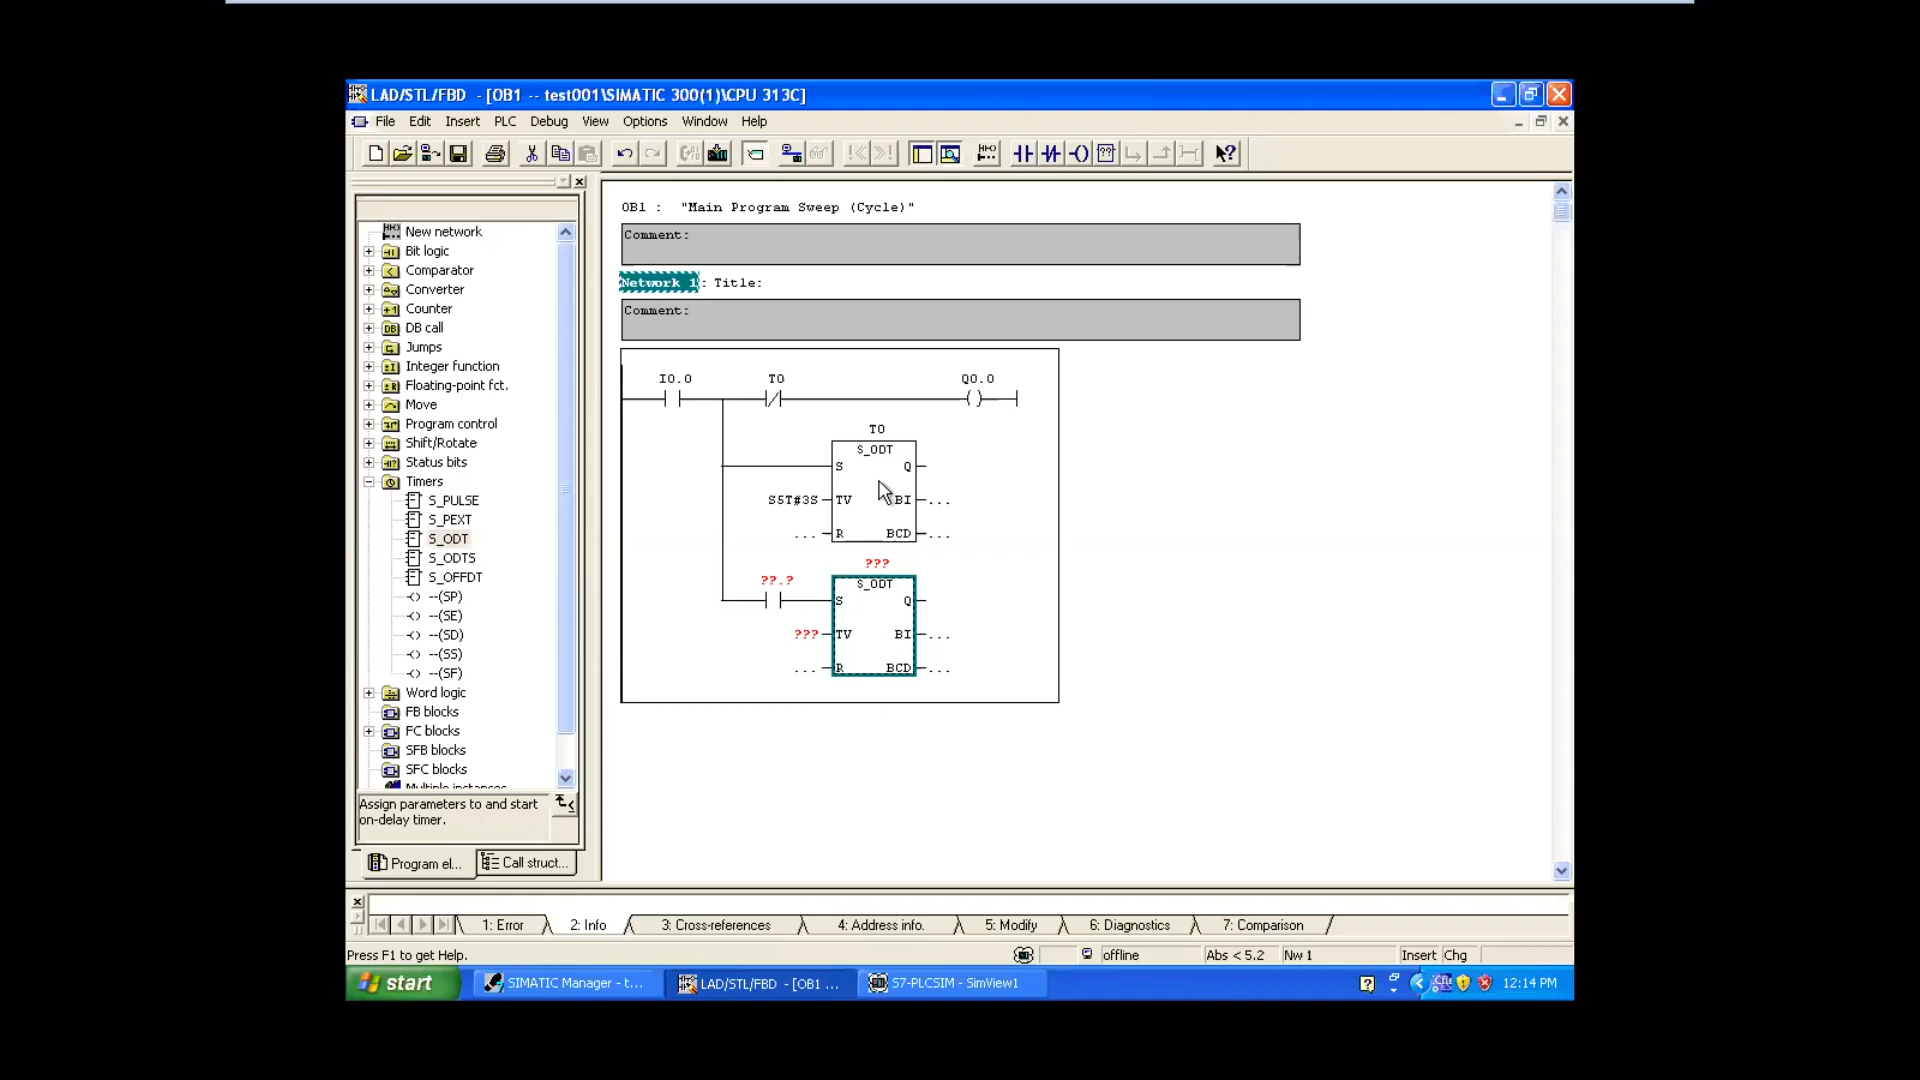 LAD/STL/FBD - [OB1 -- test001\SIMATIC 300(1)\CPU 313C]
File Edit Insert PLC Debug View Options Window Help
New network
Bit logic
Comparator
Converter
Counter
DB call
Jumps
Integer function
Floating-point fct.
Move
Program control
Shift/Rotate
Status bits
Timers
S_PULSE
S_PEXT
S_ODT
S_ODTS
S_OFFDT
--(SP)
--(SE)
--(SD)
--(SS)
--(SF)
Word logic
FB blocks
FC blocks
SFB blocks
SFC blocks
Multiple instances
Assign parameters to and start
on-delay timer.
Program el... Call struct...
OB1 : "Main Program Sweep (Cycle)"
Comment:
Network 1: Title:
Comment:
I0.0 T0 Q0.0
T0
S_ODT
S Q
S5T#3S TV BI ...
... R BCD ...
???
??.? S_ODT
S Q
??? TV BI ...
... R BCD ...
1: Error 2: Info 3: Cross-references 4: Address info. 5: Modify 6: Diagnostics 7: Comparison
Press F1 to get Help. offline Abs < 5.2 Nw 1 Insert Chg
start SIMATIC Manager - t... LAD/STL/FBD - [OB1 ... S7-PLCSIM - SimView1 12:14 PM